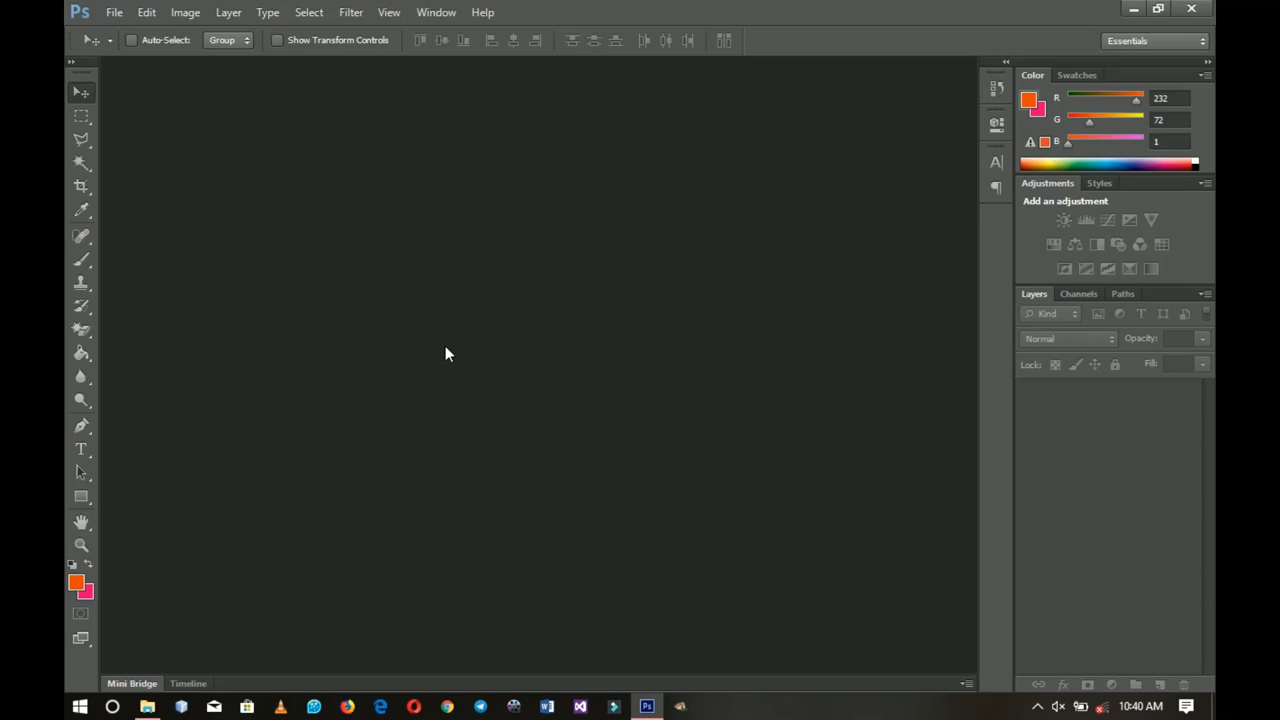 Ps File Edit Image Layer Type Select Filter View Window Help
Auto-Select: Group Show Transform Controls Essentials
Color Swatches
R 232
G 72
B 1
Adjustments Styles
Add an adjustment
Layers Channels Paths
Kind T
Normal Opacity:
Lock: Fill:
A
T
Mini Bridge Timeline
fx
Ps 10:40 AM